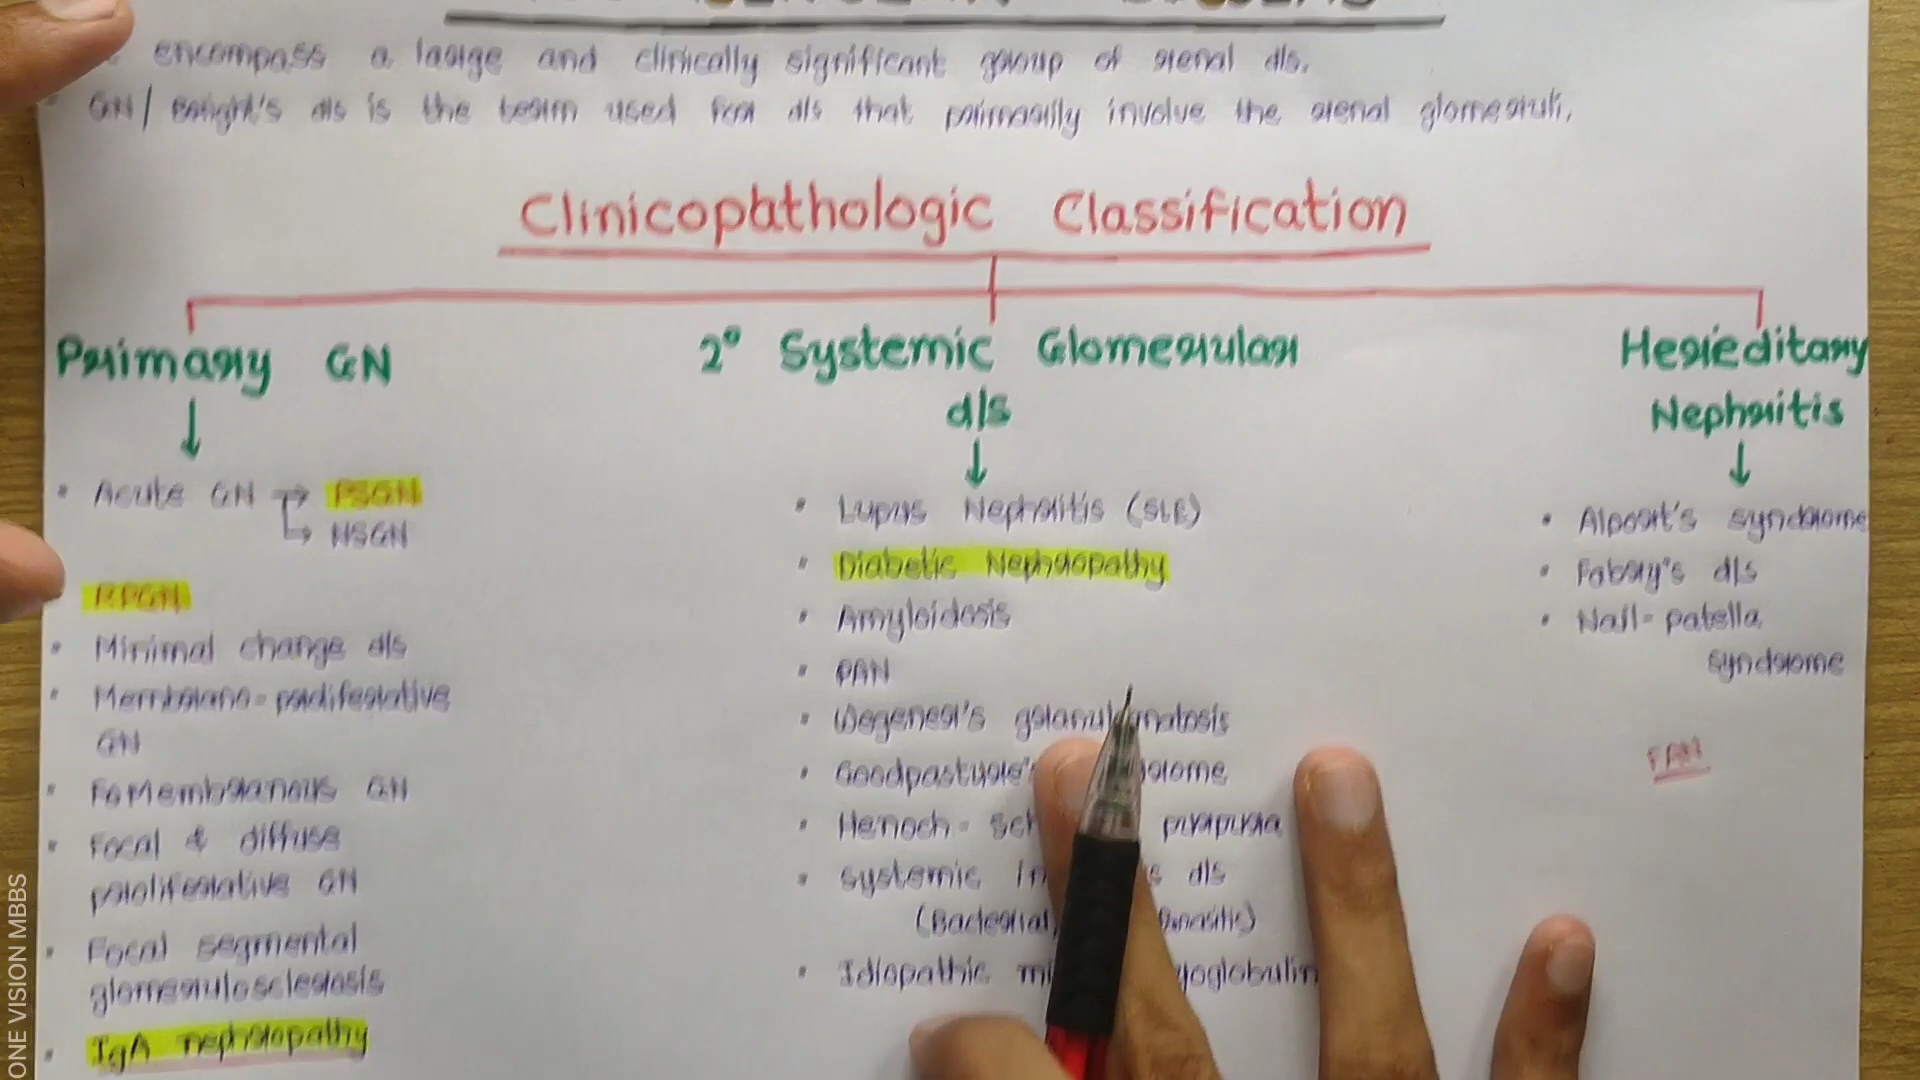 encompass a large and clinically significant group of renal d/s.
GN / Bright's d/s is the term used for d/s that primarily involve the renal glomeruli.
Clinicopathologic Classification
Primary GN
2° Systemic Glomerular
d/s
Herieditary
Nephritis
• Acute GN → PSGN
↳ NSGN
RPGN
• Minimal change d/s
• Membrano-proliferative
GN
• Membranous GN
• Focal & diffuse
proliferative GN
• Focal segmental
glomerulosclerosis
• IgA nephropathy
• Lupus Nephritis (SLE)
• Diabetic Nephropathy
• Amyloidosis
• PAN
• Wegener's
• Goodpasture's
• Henoch- purpura
• Systemic d/s
(Bacterial,
• Idiopathic
• Alport's syndrome
• Fabry's d/s
• Nail-patella
syndrome
FAN
ONE VISION MBBS